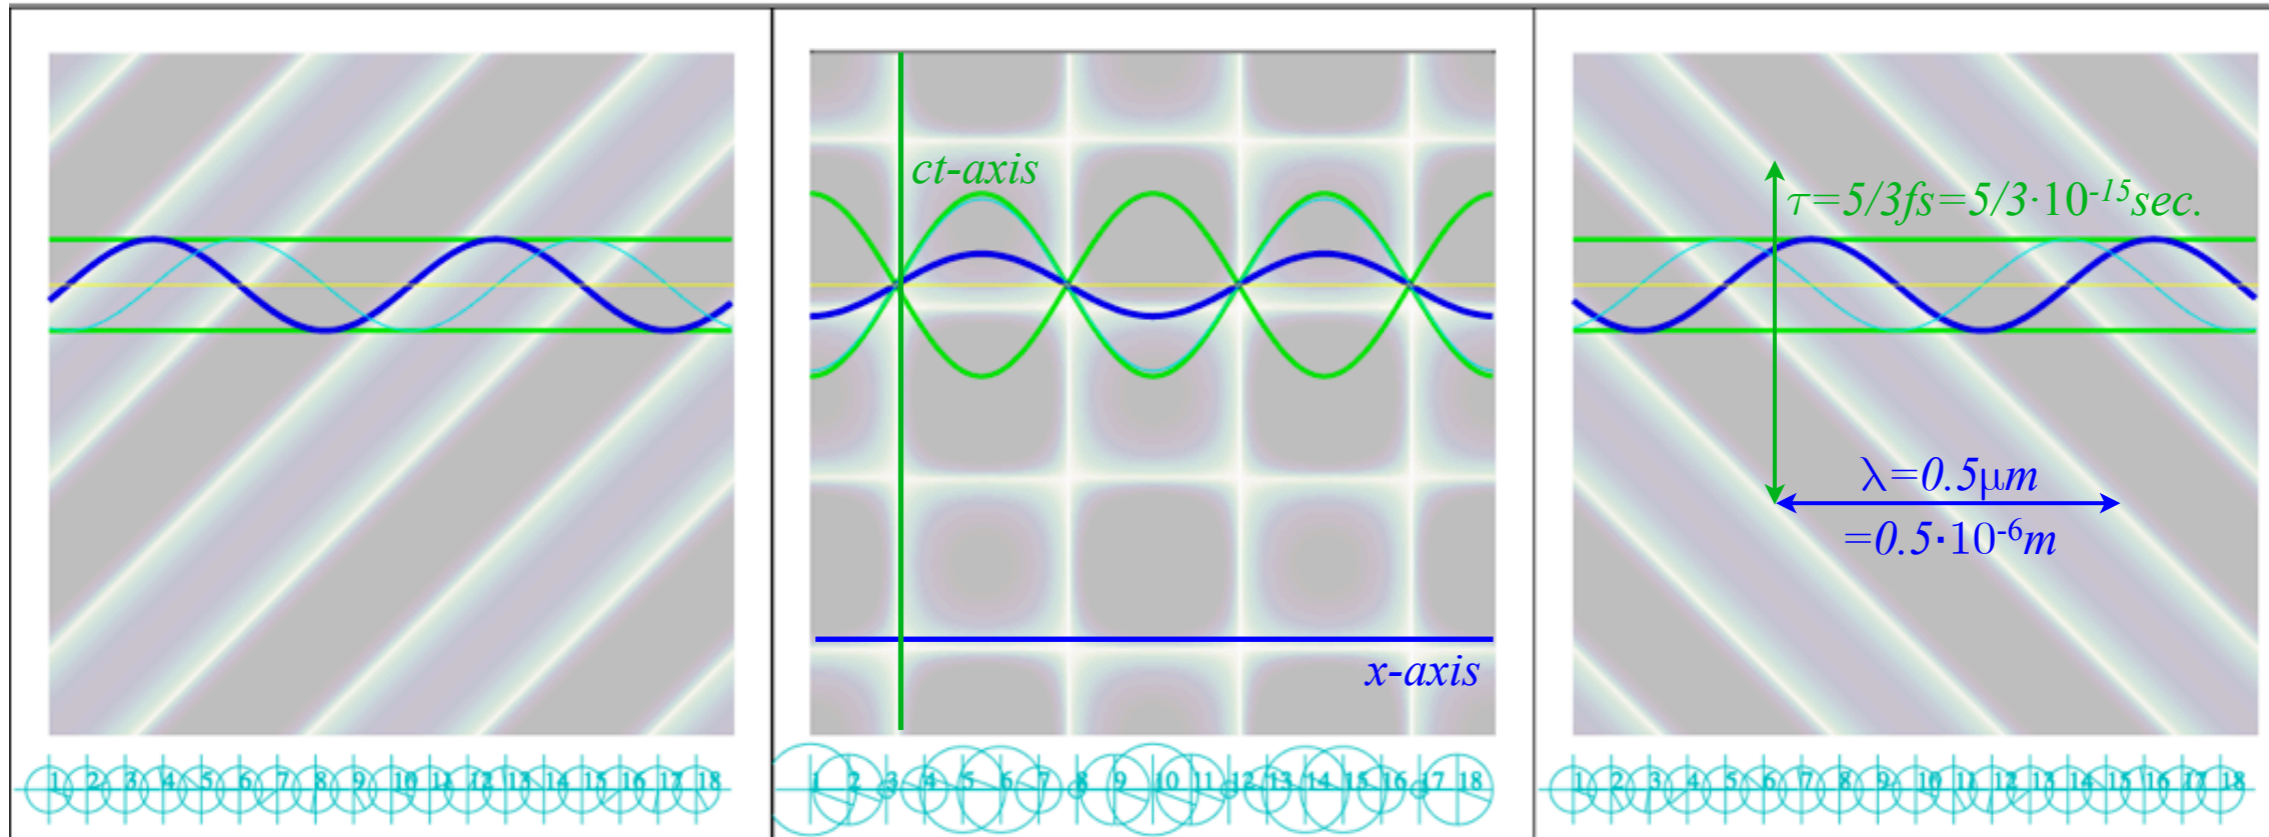 ct-axis
τ=5/3fs=5/3·10⁻¹⁵sec.
λ=0.5μm
=0.5·10⁻⁶m
x-axis
1 2 3 4 5 6 7 8 9 10 11 12 13 14 15 16 17 18
1 2 3 4 5 6 7 8 9 10 11 12 13 14 15 16 17 18
1 2 3 4 5 6 7 8 9 10 11 12 13 14 15 16 17 18